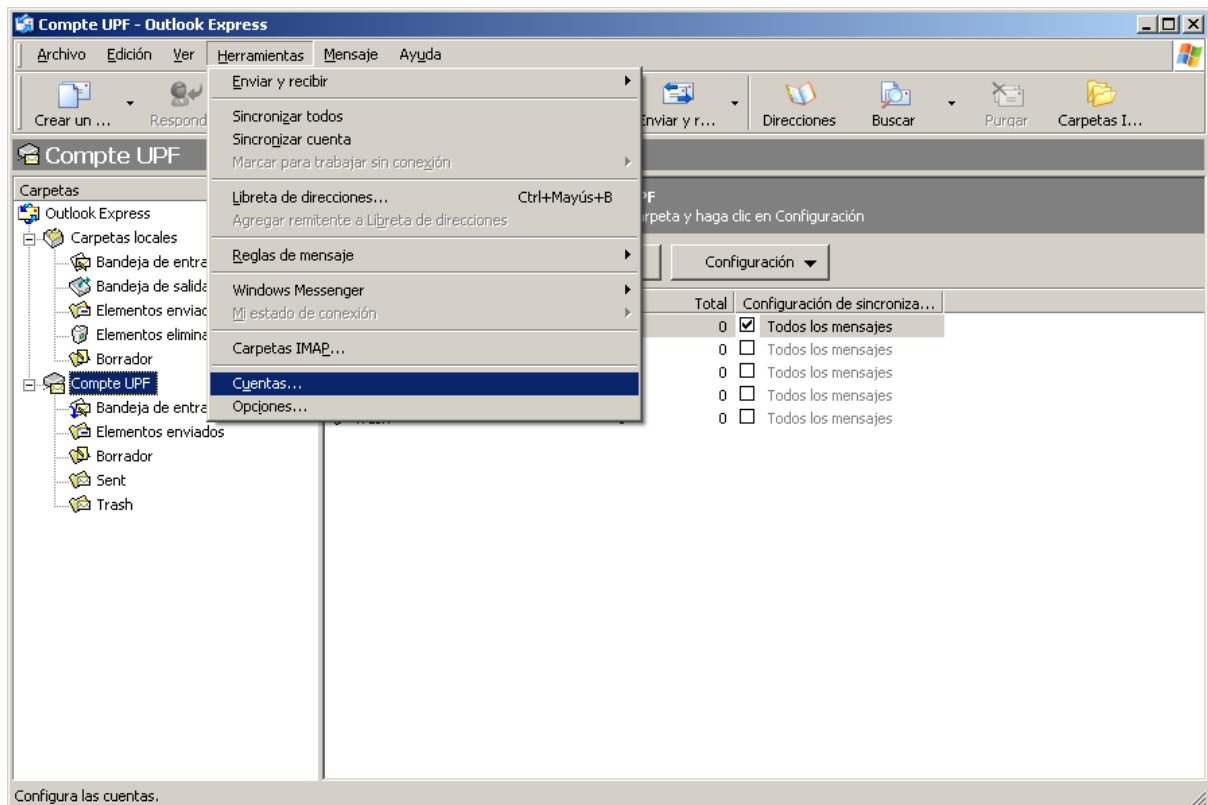 Compte UPF - Outlook Express
Archivo Edición Ver Herramientas Mensaje Ayuda
Crear un ... Respond Enviar y r... Direcciones Buscar Purgar Carpetas I...
Enviar y recibir
Sincronizar todos
Sincronizar cuenta
Marcar para trabajar sin conexión
Libreta de direcciones... Ctrl+Mayús+B
Agregar remitente a Libreta de direcciones
Reglas de mensaje
Windows Messenger
Mi estado de conexión
Carpetas IMAP...
Cuentas...
Opciones...
Compte UPF
Carpetas
Outlook Express
Carpetas locales
Bandeja de entra
Bandeja de salida
Elementos enviad
Elementos elimina
Borrador
Compte UPF
Bandeja de entra
Elementos enviados
Borrador
Sent
Trash
PF
rpeta y haga clic en Configuración
Configuración
Total Configuración de sincroniza...
0 Todos los mensajes
0 Todos los mensajes
0 Todos los mensajes
0 Todos los mensajes
0 Todos los mensajes
Configura las cuentas.